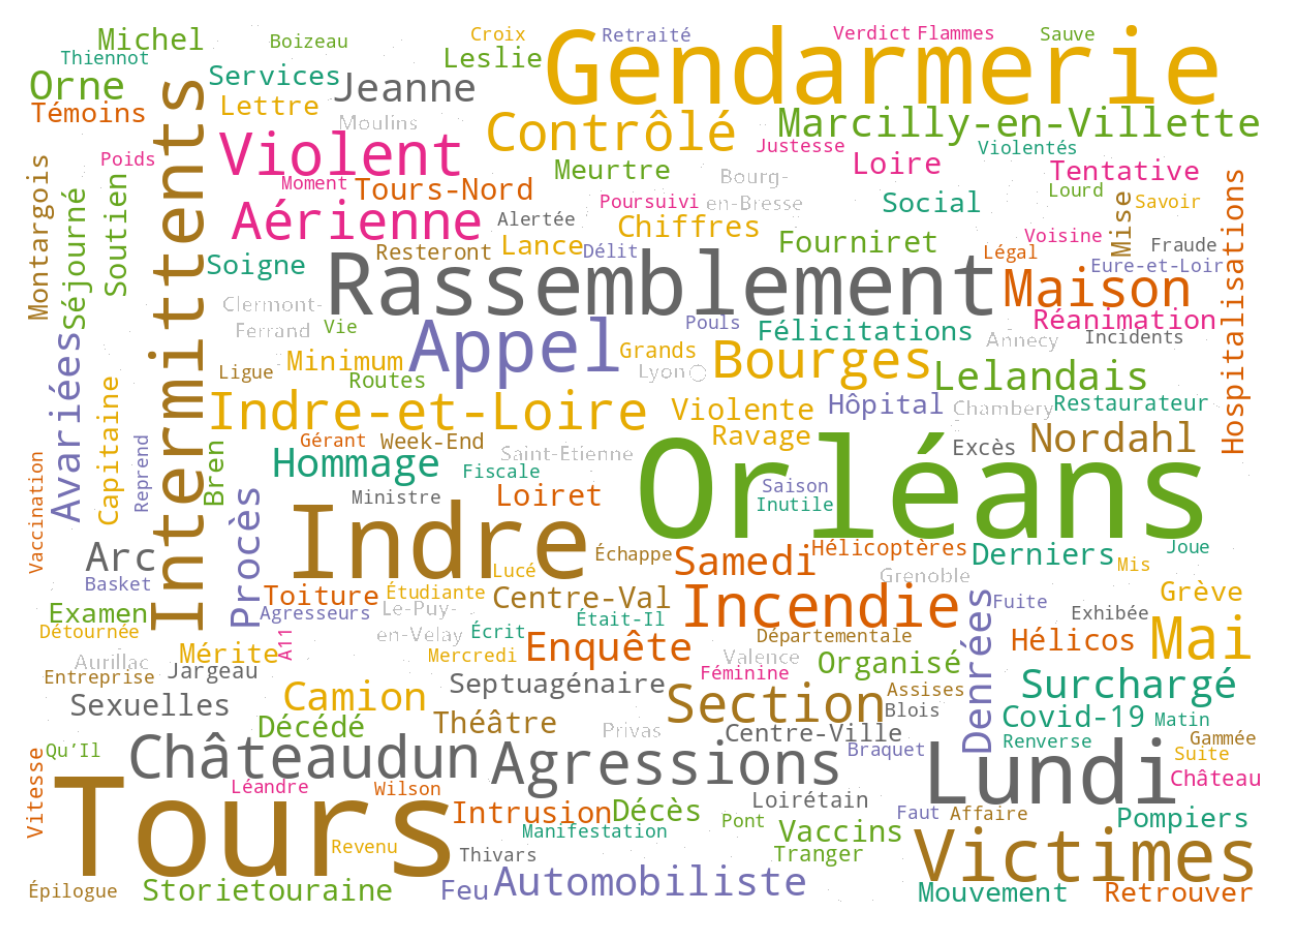 Michel
Boizeau
Croix
Retraité
Verdict
Flammes
Sauve
Thiennot
Leslie
Gendarmerie
Orne
Services
Jeanne
Témoins
Lettre
Moulins
Contrôlé
Marcilly-en-Villette
Intermittents
Violent
Justesse
Violentés
Poids
Meurtre
Loire
Tentative
Montargois
Moment
Tours-Nord
Bourg-
en-Bresse
Lourd
Hospitalisations
Séjourné
Soutien
Poursuivi
Social
Savoir
Mise
Aérienne
Alertée
Chiffres
Resteront
Lance
Délit
Fourniret
Légal
Voisine
Fraude
Soigne
Rassemblement
Eure-et-Loir
Maison
Clermont-
Ferrand
Vie
Appel
Pouls
Félicitations
Réanimation
Annecy
Incidents
Avariées
Ligue
Minimum
Grands
Lyon
Bourges
Lelandais
Routes
Capitaine
Indre-et-Loire
Violente
Hôpital
Chambery
Restaurateur
Gérant
Week-End
Ravage
Excès
Nordahl
Bren
Reprend
Vaccination
Hommage
Saint-Etienne
Fiscale
Orléans
Ministre
Loiret
Saison
Inutile
Procès
Indre
Arc
Basket
Échappe
Samedi
Hélicoptères
Derniers
Joue
Mis
Lucé
Grenoble
Toiture
Étudiante
Centre-Val
Incendie
Grève
Examen
Agresseurs
Le-Puy-
en-Velay
Était-Il
Fuite
Exhibée
Détournée
A11
Écrit
Enquête
Départementale
Denrées
Hélicos
Mai
Aurillac
Mérite
Mercredi
Valence
Organisé
Entreprise
Jargeau
Féminine
Septuagénaire
Surchargé
Sexuelles
Camion
Section
Assises
Blois
Décédé
Théâtre
Privas
Centre-Ville
Covid-19
Matin
Qu'Il
Châteaudun
Agressions
Braquet
Renverse
Gammée
Suite
Vitesse
Lundi
Château
Tours
Léandre
Wilson
Intrusion
Décès
Loirétain
Faut
Affaire
Pompiers
Manifestation
Pont
Vaccins
Victimes
Revenu
Thivars
Tranger
Épilogue
Storietouraine
Feu
Automobiliste
Mouvement
Retrouver